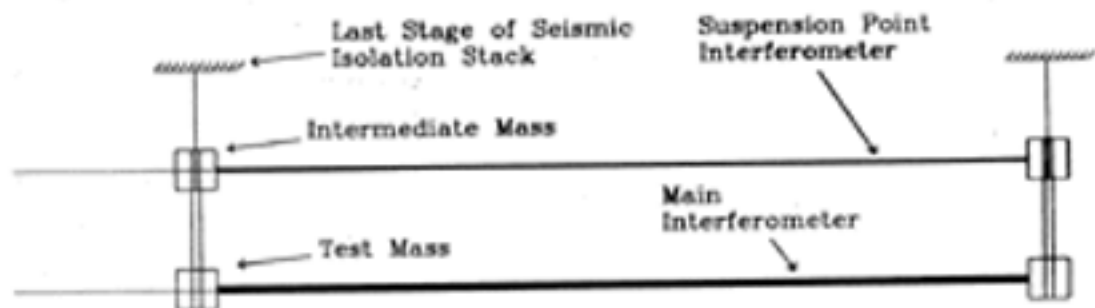 Last Stage of Seismic
Isolation Stack
Suspension Point
Interferometer
Intermediate Mass
Main
Interferometer
Test Mass